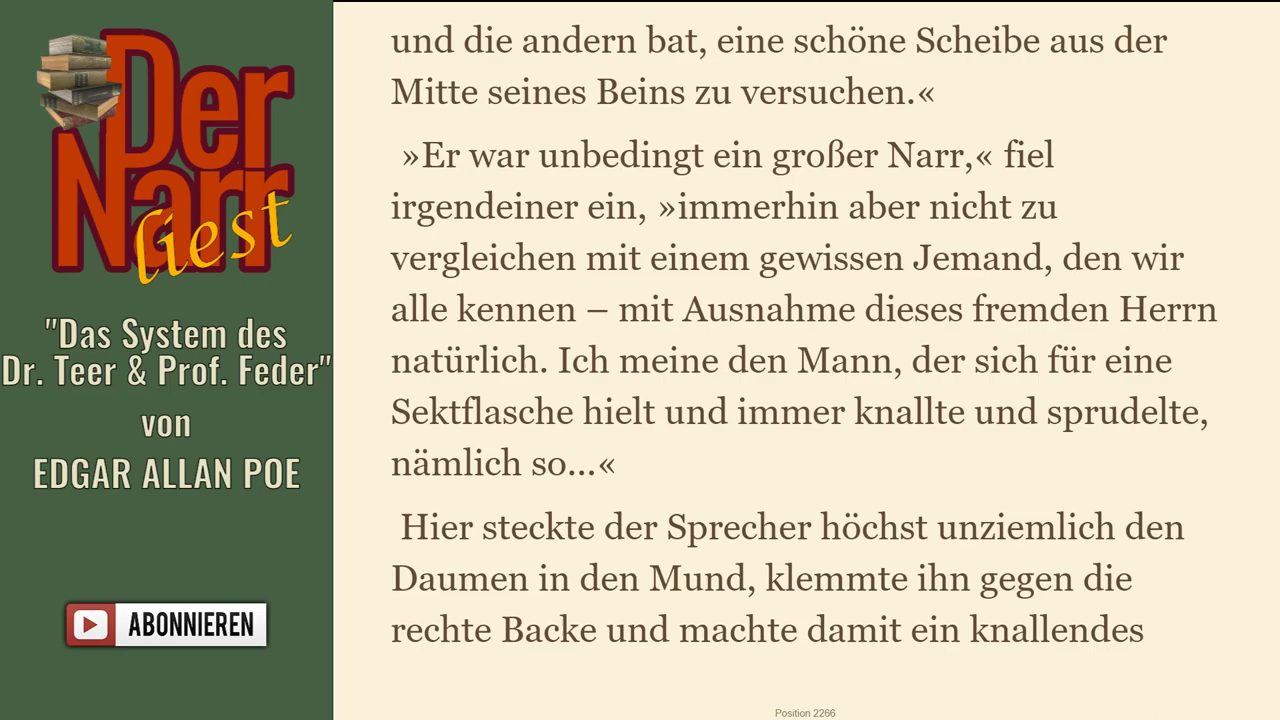 Der
Narr
liest
"Das System des
Dr. Teer & Prof. Feder"
von
EDGAR ALLAN POE
ABONNIEREN
und die andern bat, eine schöne Scheibe aus der
Mitte seines Beins zu versuchen.«
»Er war unbedingt ein großer Narr,« fiel
irgendeiner ein, »immerhin aber nicht zu
vergleichen mit einem gewissen Jemand, den wir
alle kennen – mit Ausnahme dieses fremden Herrn
natürlich. Ich meine den Mann, der sich für eine
Sektflasche hielt und immer knallte und sprudelte,
nämlich so...«
Hier steckte der Sprecher höchst unziemlich den
Daumen in den Mund, klemmte ihn gegen die
rechte Backe und machte damit ein knallendes
Position 2266